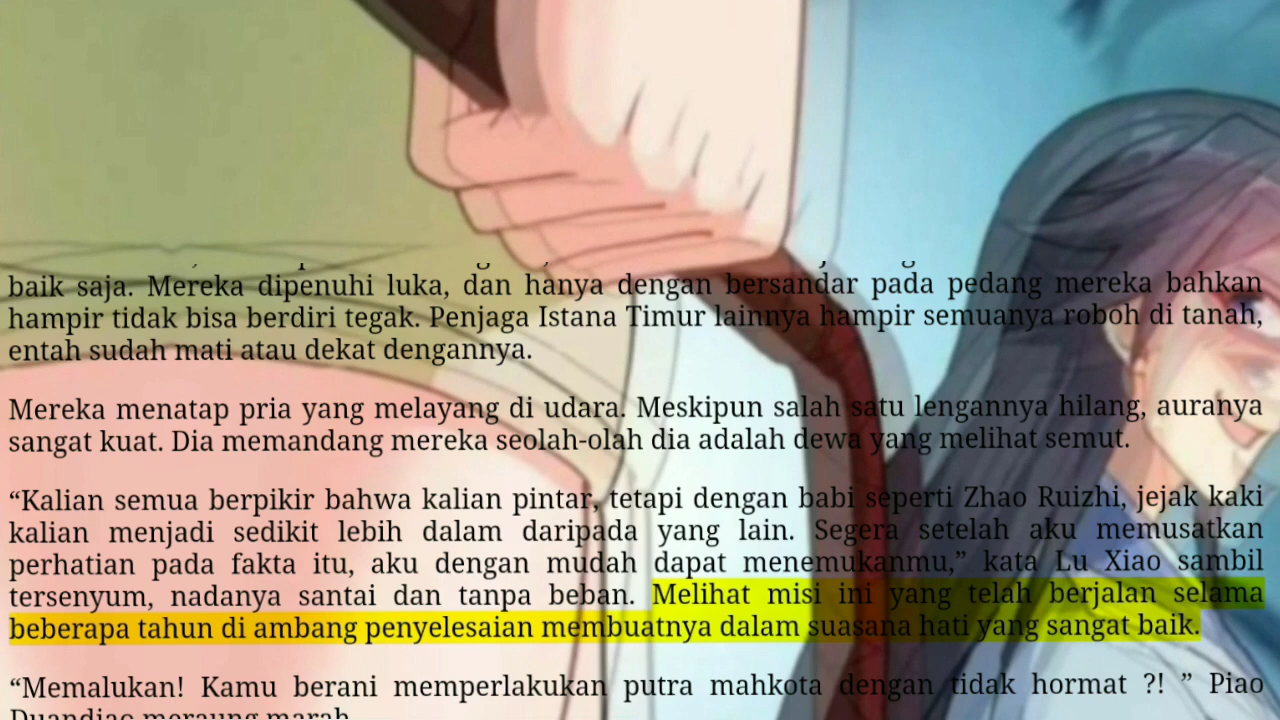 baik saja. Mereka dipenuhi luka, dan hanya dengan bersandar pada pedang mereka bahkan
hampir tidak bisa berdiri tegak. Penjaga Istana Timur lainnya hampir semuanya roboh di tanah,
entah sudah mati atau dekat dengannya.
Mereka menatap pria yang melayang di udara. Meskipun salah satu lengannya hilang, auranya
sangat kuat. Dia memandang mereka seolah-olah dia adalah dewa yang melihat semut.
“Kalian semua berpikir bahwa kalian pintar, tetapi dengan babi seperti Zhao Ruizhi, jejak kaki
kalian menjadi sedikit lebih dalam daripada yang lain. Segera setelah aku memusatkan
perhatian pada fakta itu, aku dengan mudah dapat menemukanmu,” kata Lu Xiao sambil
tersenyum, nadanya santai dan tanpa beban. Melihat misi ini yang telah berjalan selama
beberapa tahun di ambang penyelesaian membuatnya dalam suasana hati yang sangat baik.
“Memalukan! Kamu berani memperlakukan putra mahkota dengan tidak hormat ?! ” Piao
Duandiao meraung marah